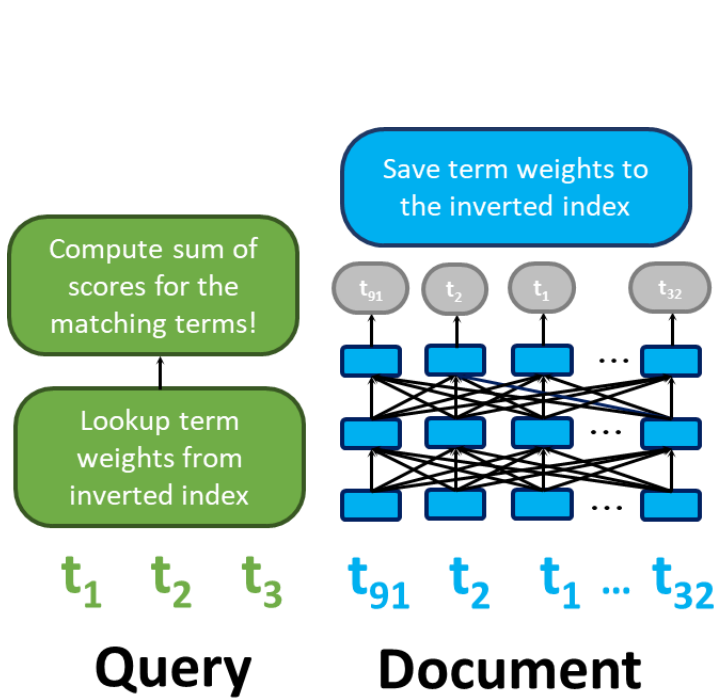 Save term weights to
the inverted index
Compute sum of
scores for the
matching terms!
t91 t2 t1 t32
...
Lookup term
weights from
inverted index
...
...
t1 t2 t3
t91 t2 t1 ... t32
Query Document